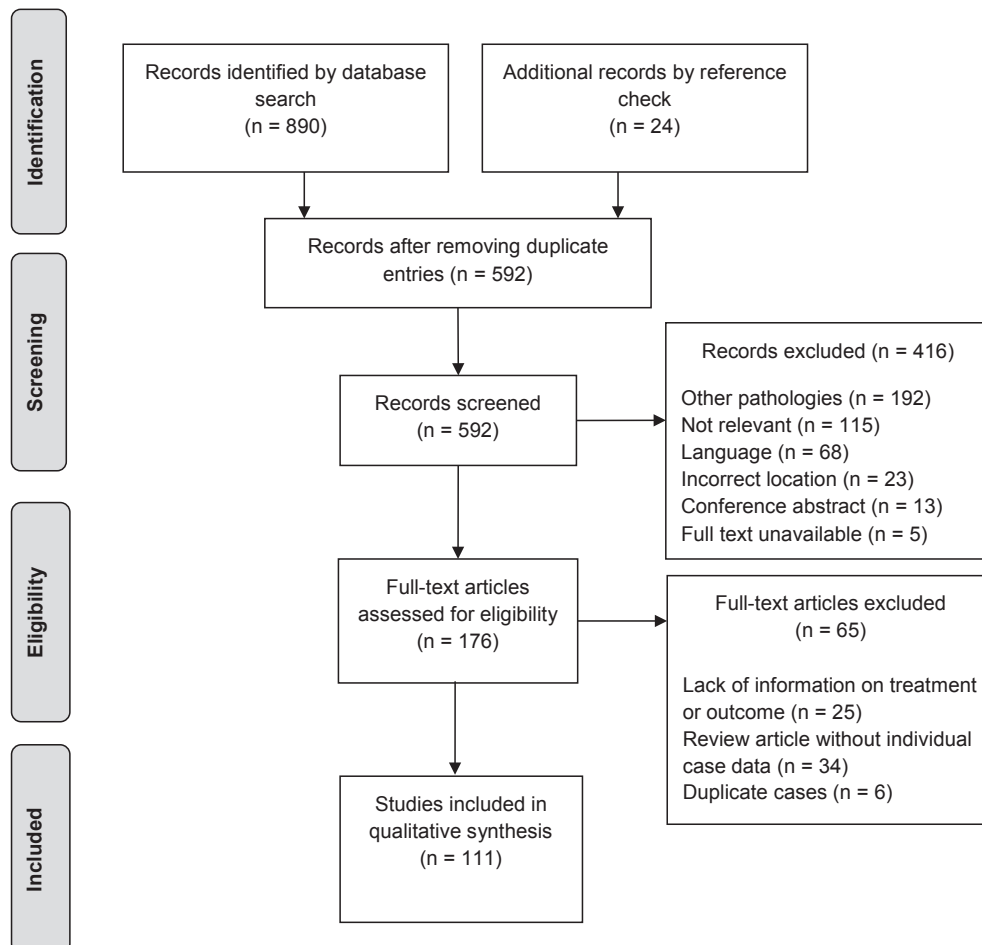 Identification
Records identified by database
search
(n = 890)
Additional records by reference
check
(n = 24)
Records after removing duplicate
entries (n = 592)
Screening
Records screened
(n = 592)
Records excluded (n = 416)
Other pathologies (n = 192)
Not relevant (n = 115)
Language (n = 68)
Incorrect location (n = 23)
Conference abstract (n = 13)
Full text unavailable (n = 5)
Eligibility
Full-text articles
assessed for eligibility
(n = 176)
Full-text articles excluded
(n = 65)
Lack of information on treatment
or outcome (n = 25)
Review article without individual
case data (n = 34)
Duplicate cases (n = 6)
Included
Studies included in
qualitative synthesis
(n = 111)